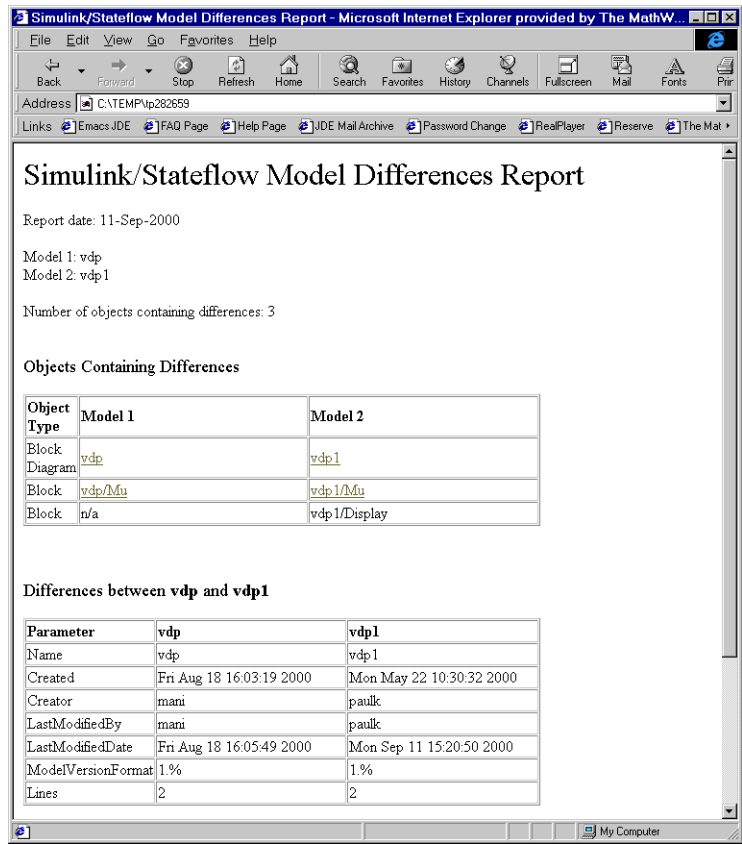 Simulink/Stateflow Model Differences Report - Microsoft Internet Explorer provided by The MathW...
File Edit View Go Favorites Help
Back Forward Stop Refresh Home Search Favorites History Channels Fullscreen Mail Fonts Prir
Address C:\TEMP\tp282659
Links Emacs JDE FAQ Page Help Page JDE Mail Archive Password Change RealPlayer Reserve The Mat
Simulink/Stateflow Model Differences Report
Report date: 11-Sep-2000
Model 1: vdp
Model 2: vdp1
Number of objects containing differences: 3
Objects Containing Differences
Object Type Model 1 Model 2
Block Diagram vdp vdp1
Block vdp/Mu vdp1/Mu
Block n/a vdp1/Display
Differences between vdp and vdp1
Parameter vdp vdp1
Name vdp vdp1
Created Fri Aug 18 16:03:19 2000 Mon May 22 10:30:32 2000
Creator mani paulk
LastModifiedBy mani paulk
LastModifiedDate Fri Aug 18 16:05:49 2000 Mon Sep 11 15:20:50 2000
ModelVersionFormat 1.% 1.%
Lines 2 2
My Computer